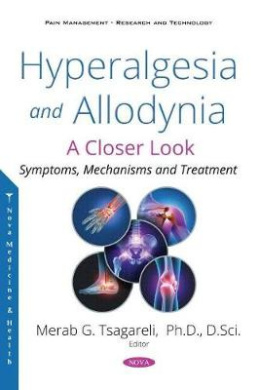 Pain Management - Research and Technology
Hyperalgesia
and Allodynia
A Closer Look
Symptoms, Mechanisms and Treatment
Nova Medicine & Health
Merab G. Tsagareli, Ph.D., D.Sci.
Editor
NOVA